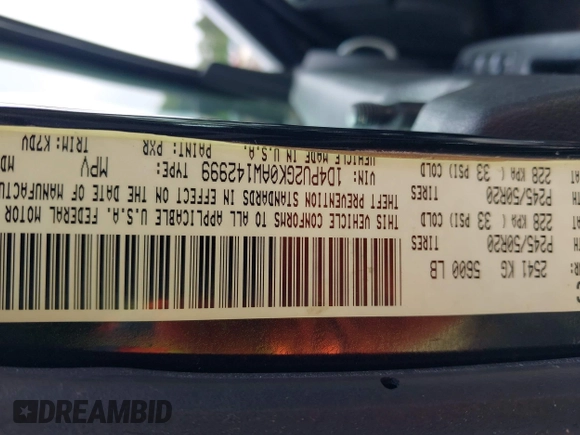 2541 KG 5600 LB
P245/50R20 TIRES
228 KPA( 33 PSI) COLD
P245/50R20 TIRES
228 KPA( 33 PSI) COLD
THIS VEHICLE CONFORMS TO ALL APPLICABLE U.S.A. FEDERAL MOTOR
THEFT PREVENTION STANDARDS IN EFFECT ON THE DATE OF
VIN: 1D4PU2GK0AW142999 TYPE: MPV
VEHICLE MADE IN U.S.A. PAINT: PXR TRIM: K7DV
DREAMBID